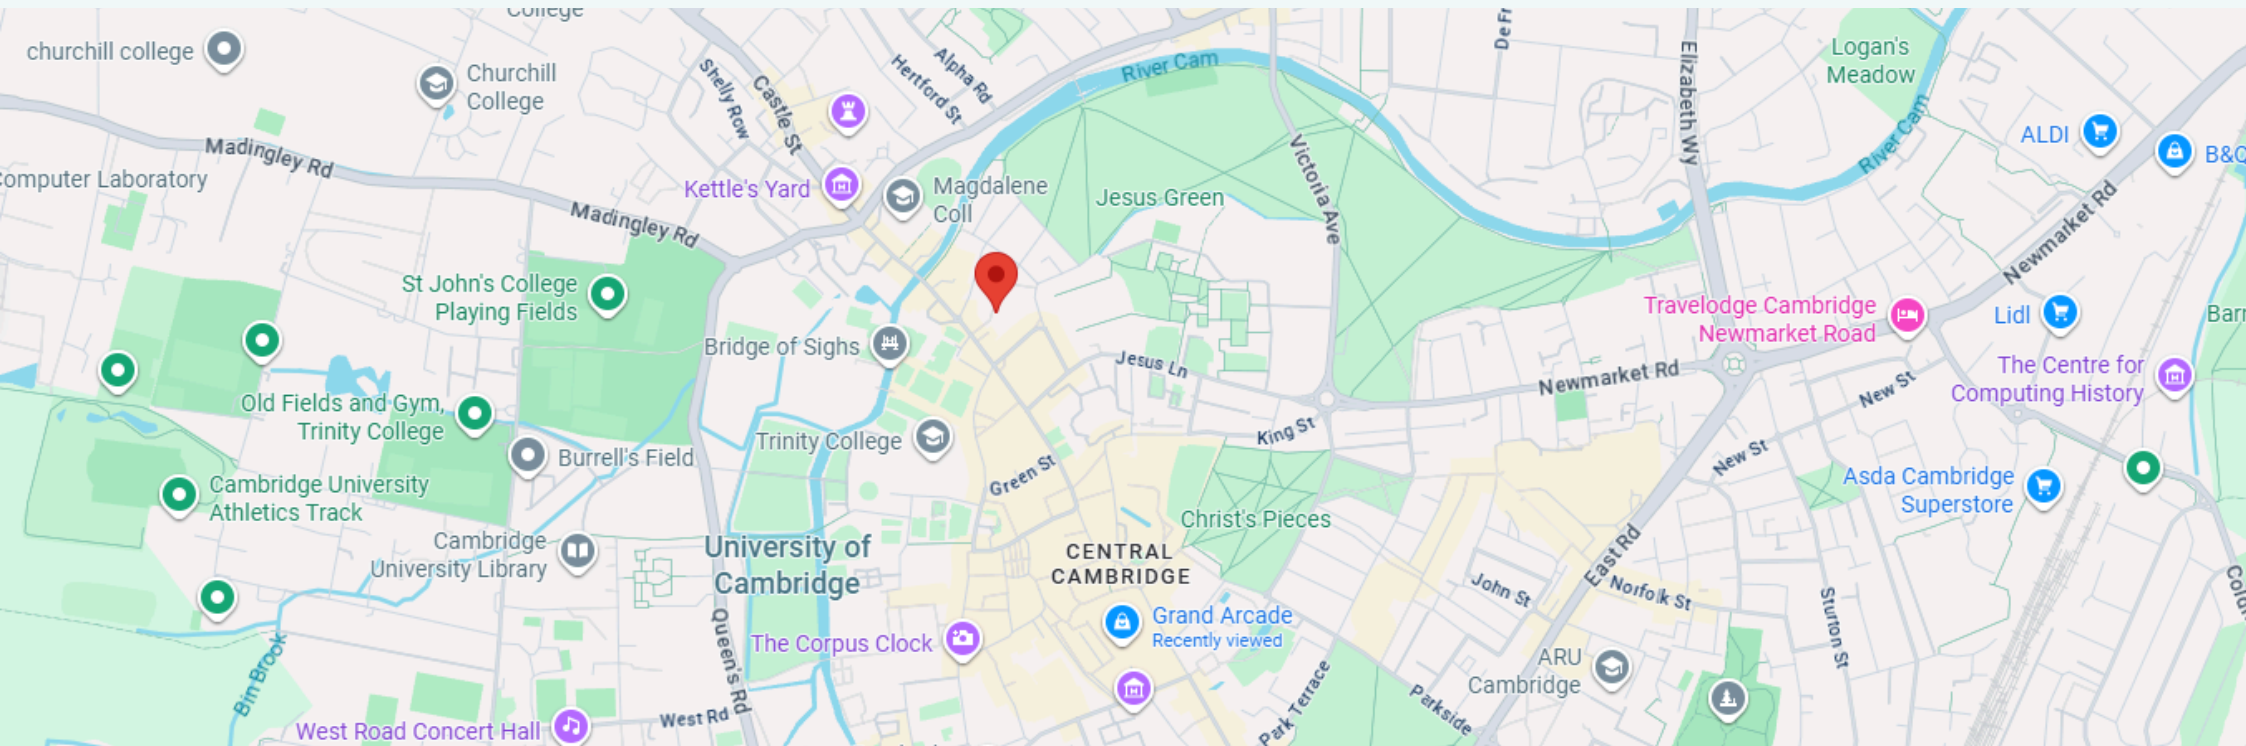 College
churchill college
Churchill
College
Shelly Row
Castle St
Hertford St
Alpha Rd
River Cam
De Fr
Elizabeth Wy
Logan's
Meadow
River Cam
ALDI
B&Q
Madingley Rd
Computer Laboratory
Kettle's Yard
Magdalene
Coll
Jesus Green
Victoria Ave
Newmarket Rd
Madingley Rd
St John's College
Playing Fields
Travelodge Cambridge
Newmarket Road
Lidl
Barn
Bridge of Sighs
Jesus Ln
Newmarket Rd
New St
The Centre for
Computing History
Old Fields and Gym,
Trinity College
Trinity College
King St
Burrell's Field
Green St
New St
Cambridge University
Athletics Track
Asda Cambridge
Superstore
Christ's Pieces
Cambridge
University Library
University of
Cambridge
CENTRAL
CAMBRIDGE
East Rd
John St
Norfolk St
Sturton St
Coldh
Grand Arcade
Recently viewed
The Corpus Clock
Queen's Rd
Bin Brook
ARU
Cambridge
West Road Concert Hall
West Rd
Park Terrace
Parkside